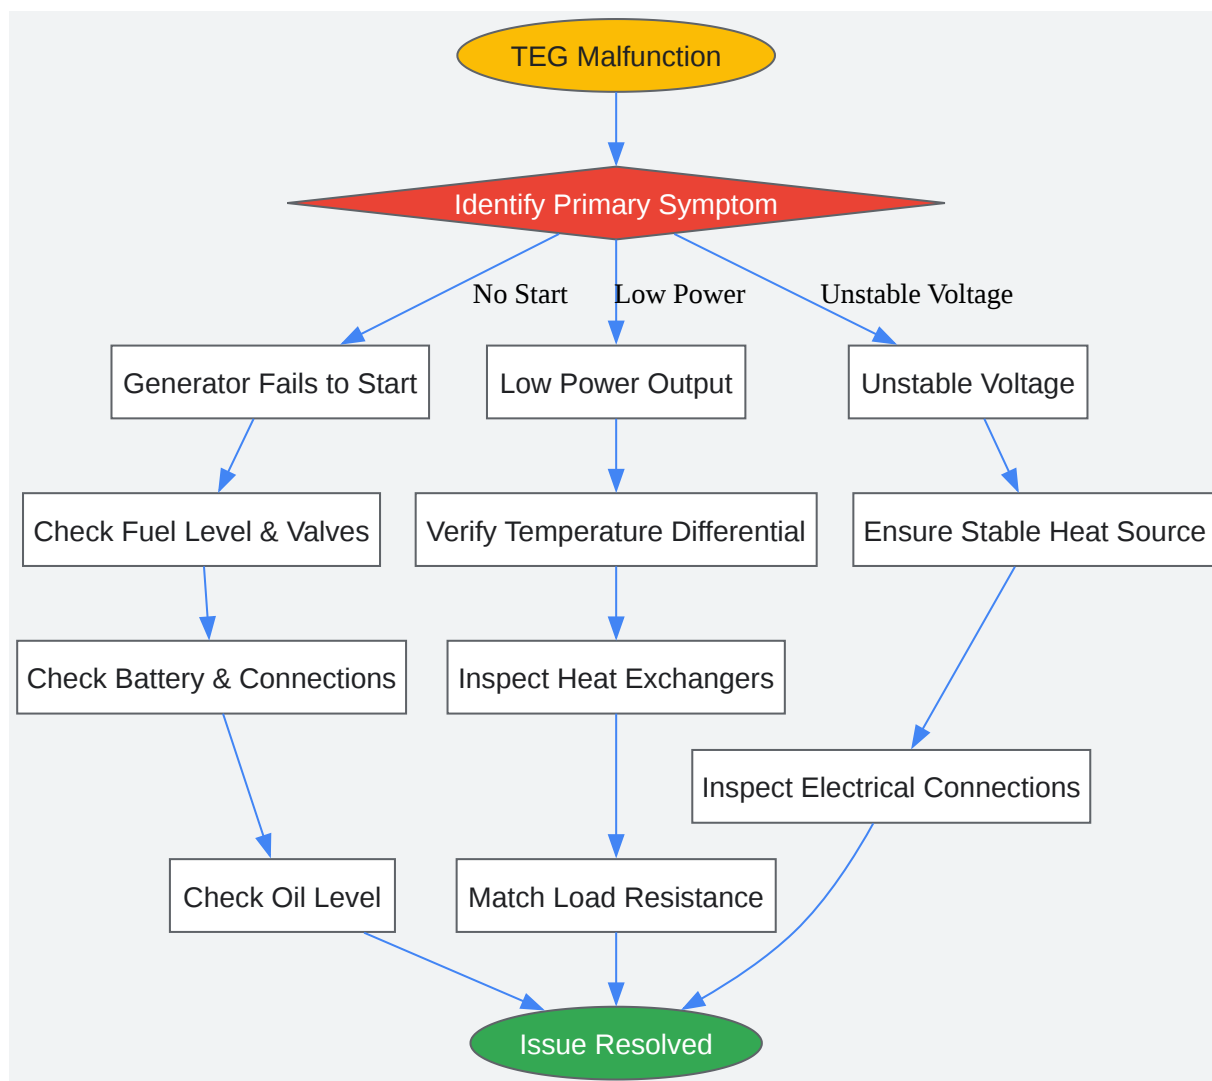 TEG Malfunction
Identify Primary Symptom
No Start
Low Power
Unstable Voltage
Generator Fails to Start
Low Power Output
Unstable Voltage
Check Fuel Level & Valves
Verify Temperature Differential
Ensure Stable Heat Source
Check Battery & Connections
Inspect Heat Exchangers
Inspect Electrical Connections
Check Oil Level
Match Load Resistance
Issue Resolved